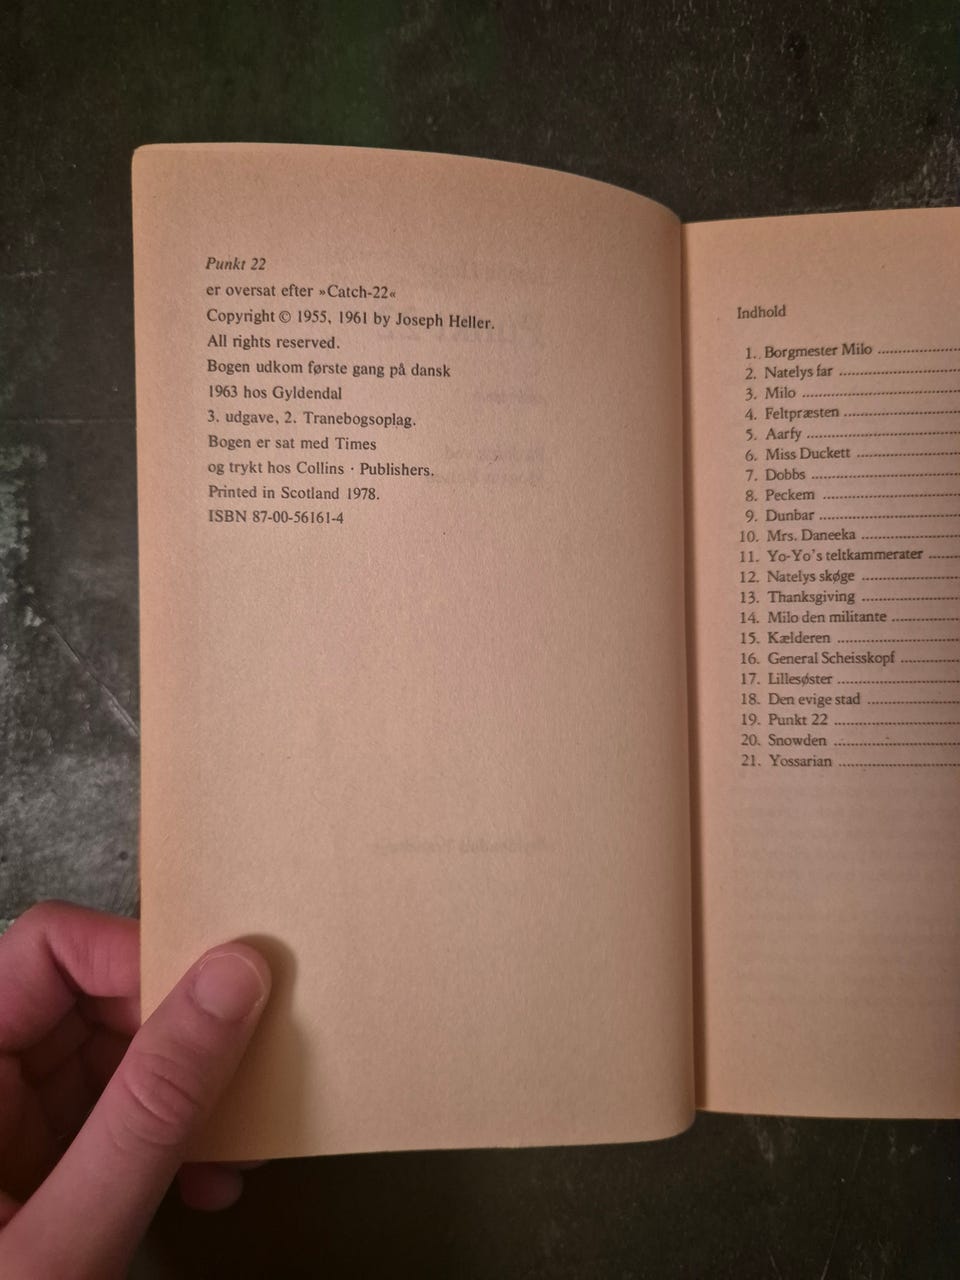 Punkt 22
er oversat efter »Catch-22«
Copyright © 1955, 1961 by Joseph Heller.
All rights reserved.
Bogen udkom første gang på dansk
1963 hos Gyldendal
3. udgave, 2. Tranebogsoplag.
Bogen er sat med Times
og trykt hos Collins · Publishers.
Printed in Scotland 1978.
ISBN 87-00-56161-4
Indhold
1. Borgmester Milo
2. Natelys far
3. Milo
4. Feltpræsten
5. Aarfy
6. Miss Duckett
7. Dobbs
8. Peckem
9. Dunbar
10. Mrs. Daneeka
11. Yo-Yo's teltkammerater
12. Natelys skøge
13. Thanksgiving
14. Milo den militante
15. Kælderen
16. General Scheisskopf
17. Lillesøster
18. Den evige stad
19. Punkt 22
20. Snowden
21. Yossarian